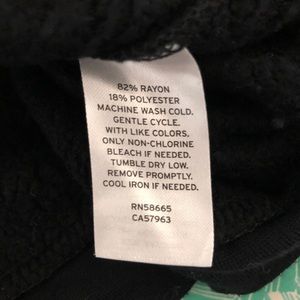 82% RAYON
18% POLYESTER
MACHINE WASH COLD.
GENTLE CYCLE.
WITH LIKE COLORS.
ONLY NON-CHLORINE
BLEACH IF NEEDED.
TUMBLE DRY LOW.
REMOVE PROMPTLY.
COOL IRON IF NEEDED.
RN58665
CA57963